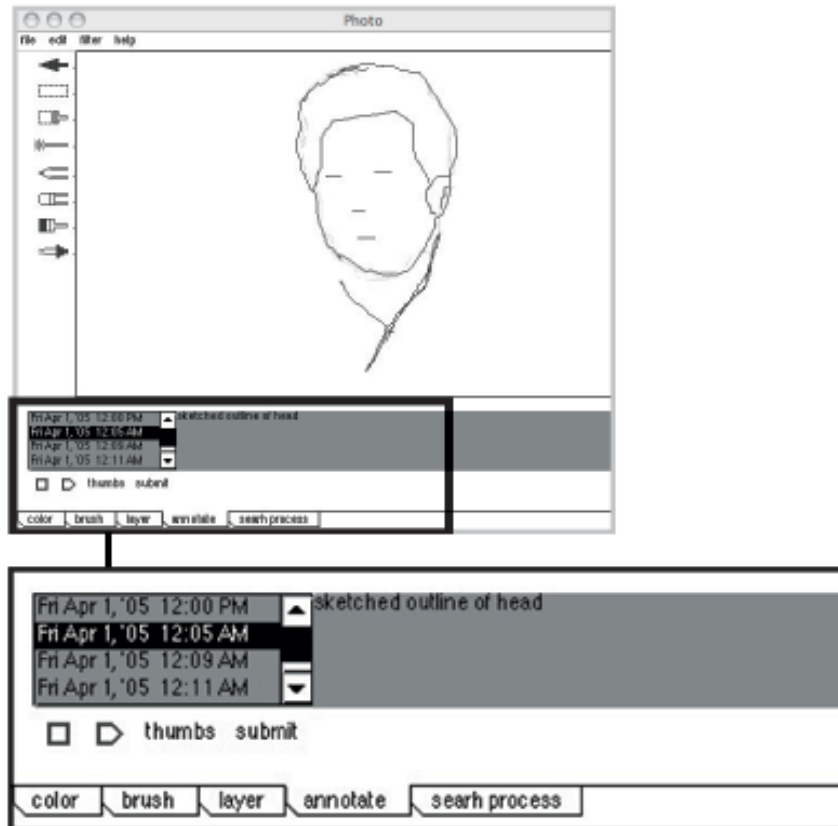 Photo
file edit filter help
Fri Apr 1, '05 12:00 PM sketched outline of head
Fri Apr 1, '05 12:05 AM
Fri Apr 1, '05 12:09 AM
Fri Apr 1, '05 12:11 AM
thumbs submit
color brush layer annotate searh process
Fri Apr 1, '05 12:00 PM sketched outline of head
Fri Apr 1, '05 12:05 AM
Fri Apr 1, '05 12:09 AM
Fri Apr 1, '05 12:11 AM
thumbs submit
color brush layer annotate searh process